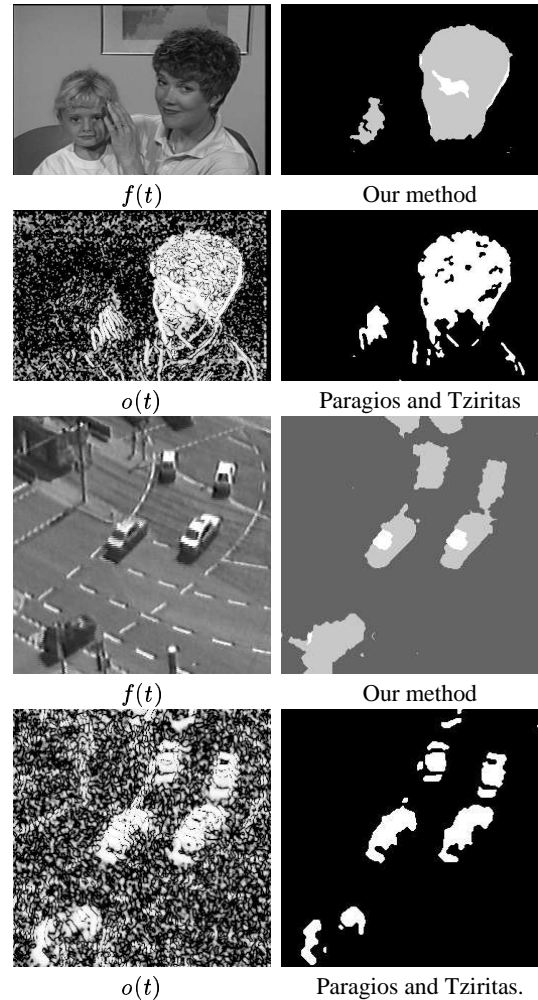 f(t) Our method
o(t) Paragios and Tziritas
f(t) Our method
o(t) Paragios and Tziritas.